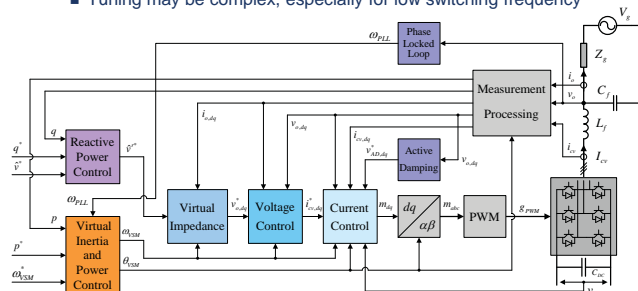 ▪ Tuning may be complex, especially for low switching frequency
V_g
ω_PLL
Phase
Locked
Loop
Z_g
Measurement
Processing
i_o
v_o
C_f
L_f
i_cv
I_cv
i_o,dq
v_o,dq
i_cv,dq
v*_AD,dq
Active
Damping
v_o,dq
q
q*
v̂*
Reactive
Power
Control
v̂^r*
ω_PLL
p
p*
ω*_VSM
Virtual
Inertia
and
Power
Control
ω_VSM
θ_VSM
Virtual
Impedance
v*_o,dq
Voltage
Control
i*_cv,dq
Current
Control
m_dq
dq
αβ
m_abc
PWM
g_PWM
C_DC